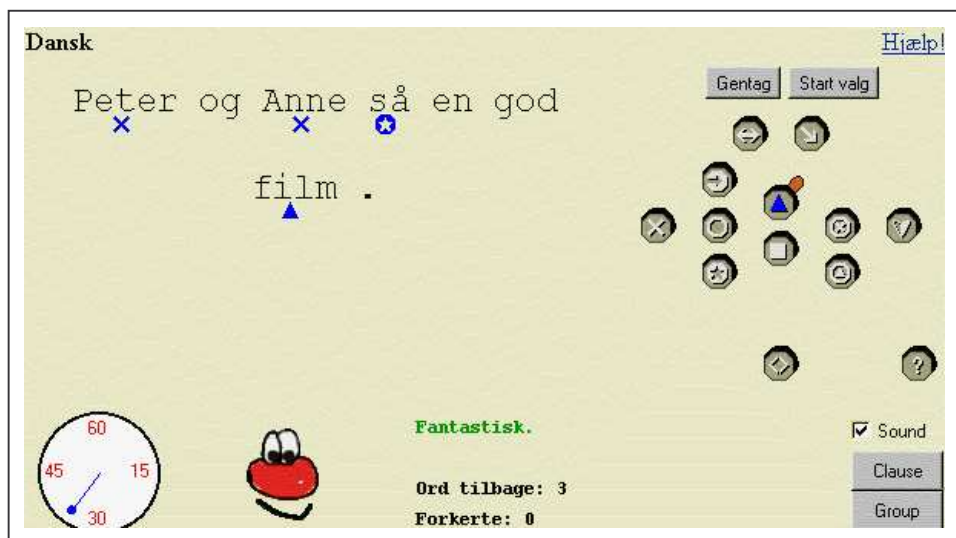 Dansk
Hjælp!
Gentag
Start valg
Peter og Anne så en god
film .
?
60
45
15
30
Fantastisk.
Ord tilbage: 3
Forkerte: 0
Sound
Clause
Group